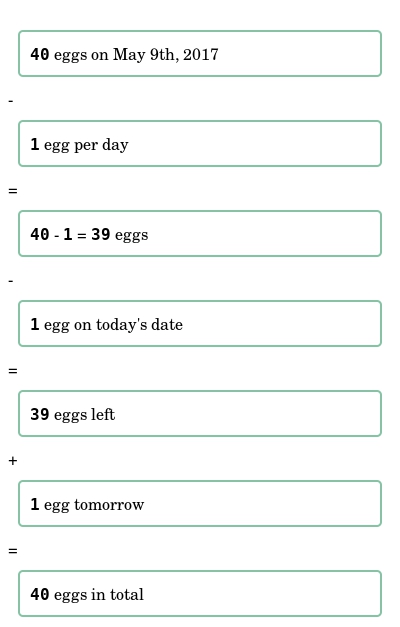 40 eggs on May 9th, 2017
-
1 egg per day
=
40 - 1 = 39 eggs
-
1 egg on today's date
=
39 eggs left
+
1 egg tomorrow
=
40 eggs in total